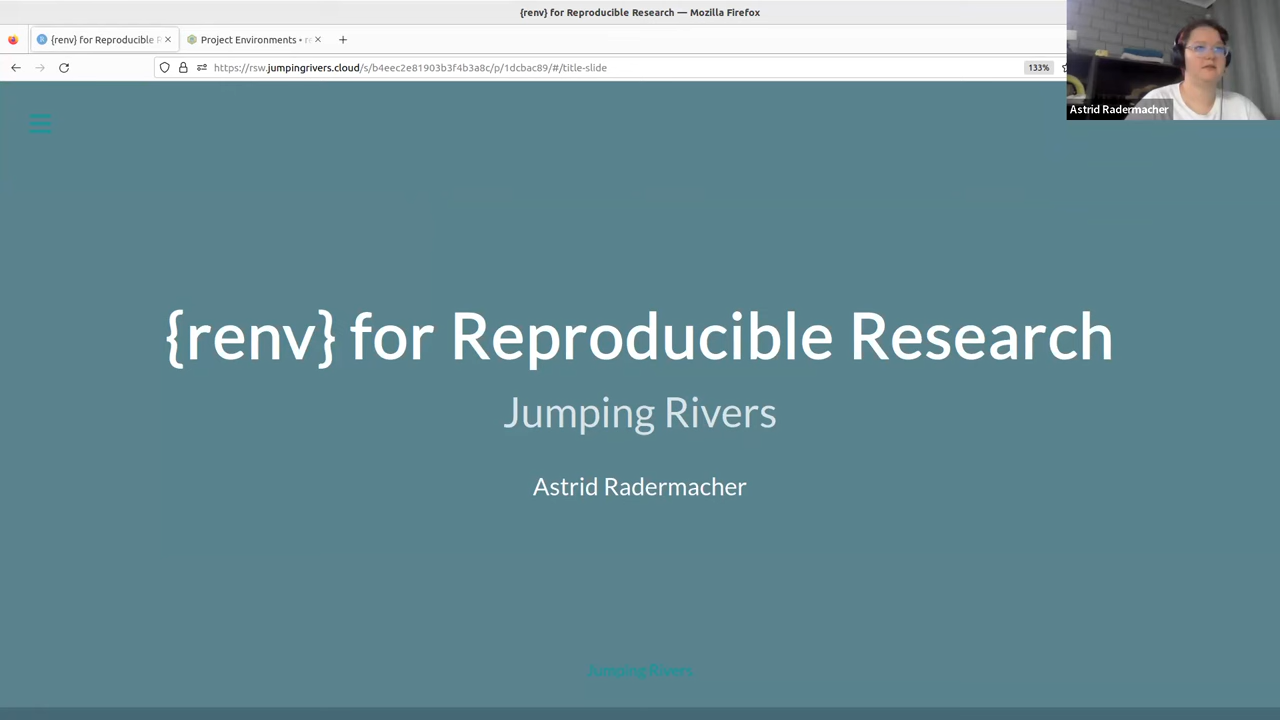 {renv} for Reproducible Research — Mozilla Firefox
{renv} for Reproducible R
Project Environments • r
https://rsw.jumpingrivers.cloud/s/b4eec2e81903b3f4b3a8c/p/1dcbac89/#/title-slide
133%
Astrid Radermacher
{renv} for Reproducible Research
Jumping Rivers
Astrid Radermacher
Jumping Rivers